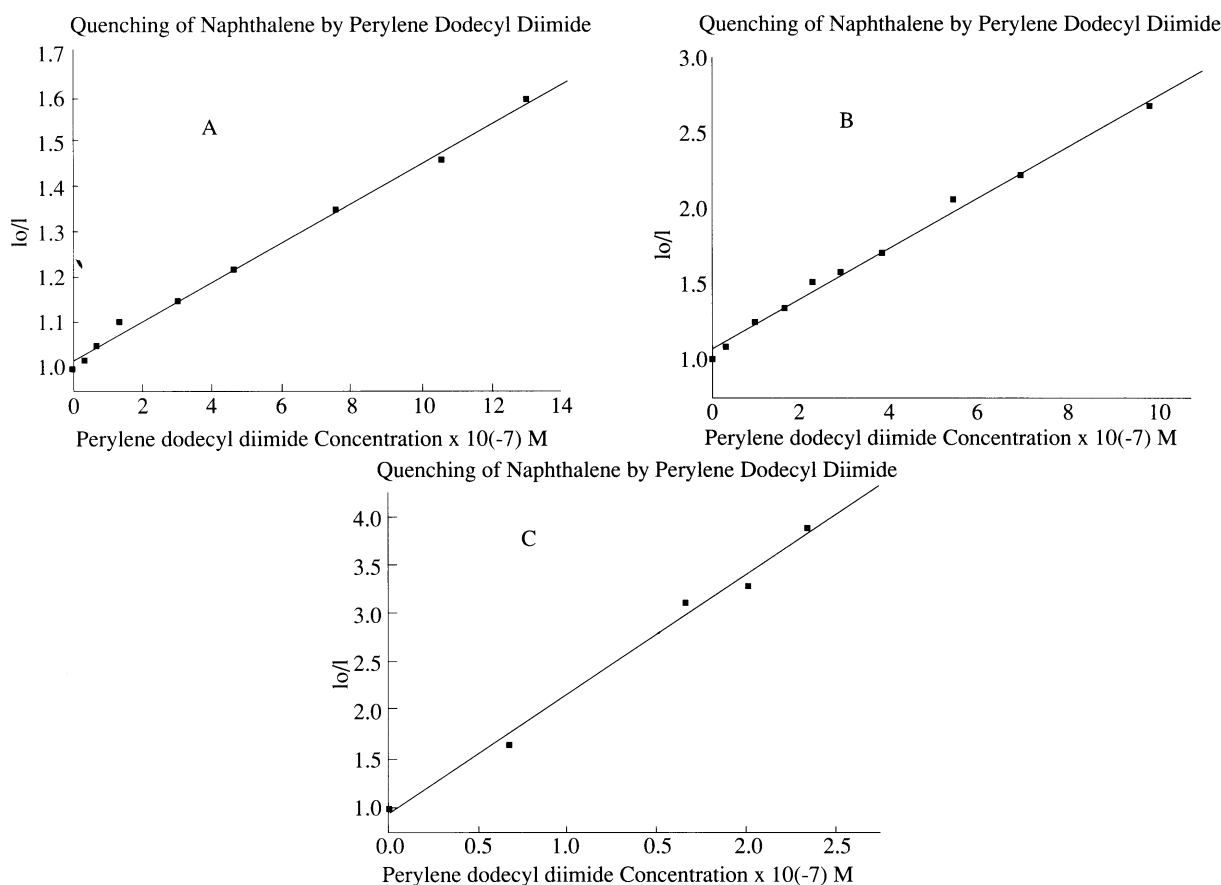 Quenching of Naphthalene by Perylene Dodecyl Diimide
1.7
1.6
1.5
1.4
1.3
1.2
1.1
1.0
Io/I
A
0 2 4 6 8 10 12 14
Perylene dodecyl diimide Concentration x 10(-7) M
Quenching of Naphthalene by Perylene Dodecyl Diimide
3.0
2.5
2.0
1.5
1.0
Io/I
B
0 2 4 6 8 10
Perylene dodecyl diimide Concentration x 10(-7) M
Quenching of Naphthalene by Perylene Dodecyl Diimide
4.0
3.5
3.0
2.5
2.0
1.5
1.0
Io/I
C
0.0 0.5 1.0 0.5 2.0 2.5
Perylene dodecyl diimide Concentration x 10(-7) M